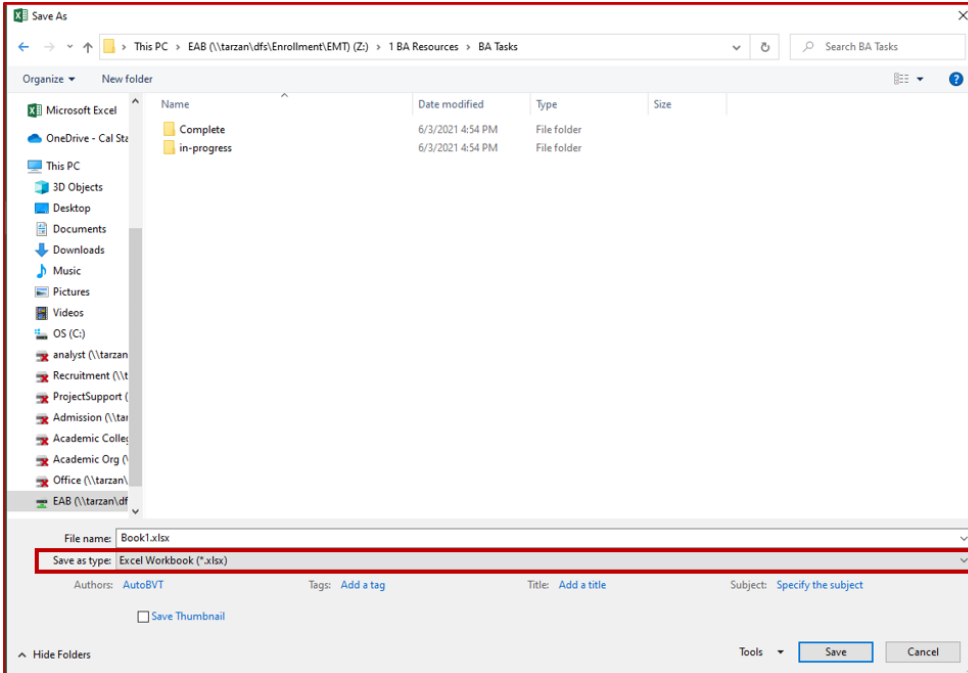 Save As
This PC > EAB (\\tarzan\dfs\Enrollment\EMT) (Z:) > 1 BA Resources > BA Tasks
Search BA Tasks
Organize
New folder
Name
Date modified
Type
Size
Complete
6/3/2021 4:54 PM
File folder
in-progress
6/3/2021 4:54 PM
File folder
Microsoft Excel
OneDrive - Cal Sta
This PC
3D Objects
Desktop
Documents
Downloads
Music
Pictures
Videos
OS (C:)
analyst (\\tarzan
Recruitment (\\t
ProjectSupport (
Admission (\\tar
Academic Colleg
Academic Org (\
Office (\\tarzan\
EAB (\\tarzan\df
File name: Book1.xlsx
Save as type: Excel Workbook (*.xlsx)
Authors: AutoBVT
Tags: Add a tag
Title: Add a title
Subject: Specify the subject
Save Thumbnail
Hide Folders
Tools
Save
Cancel